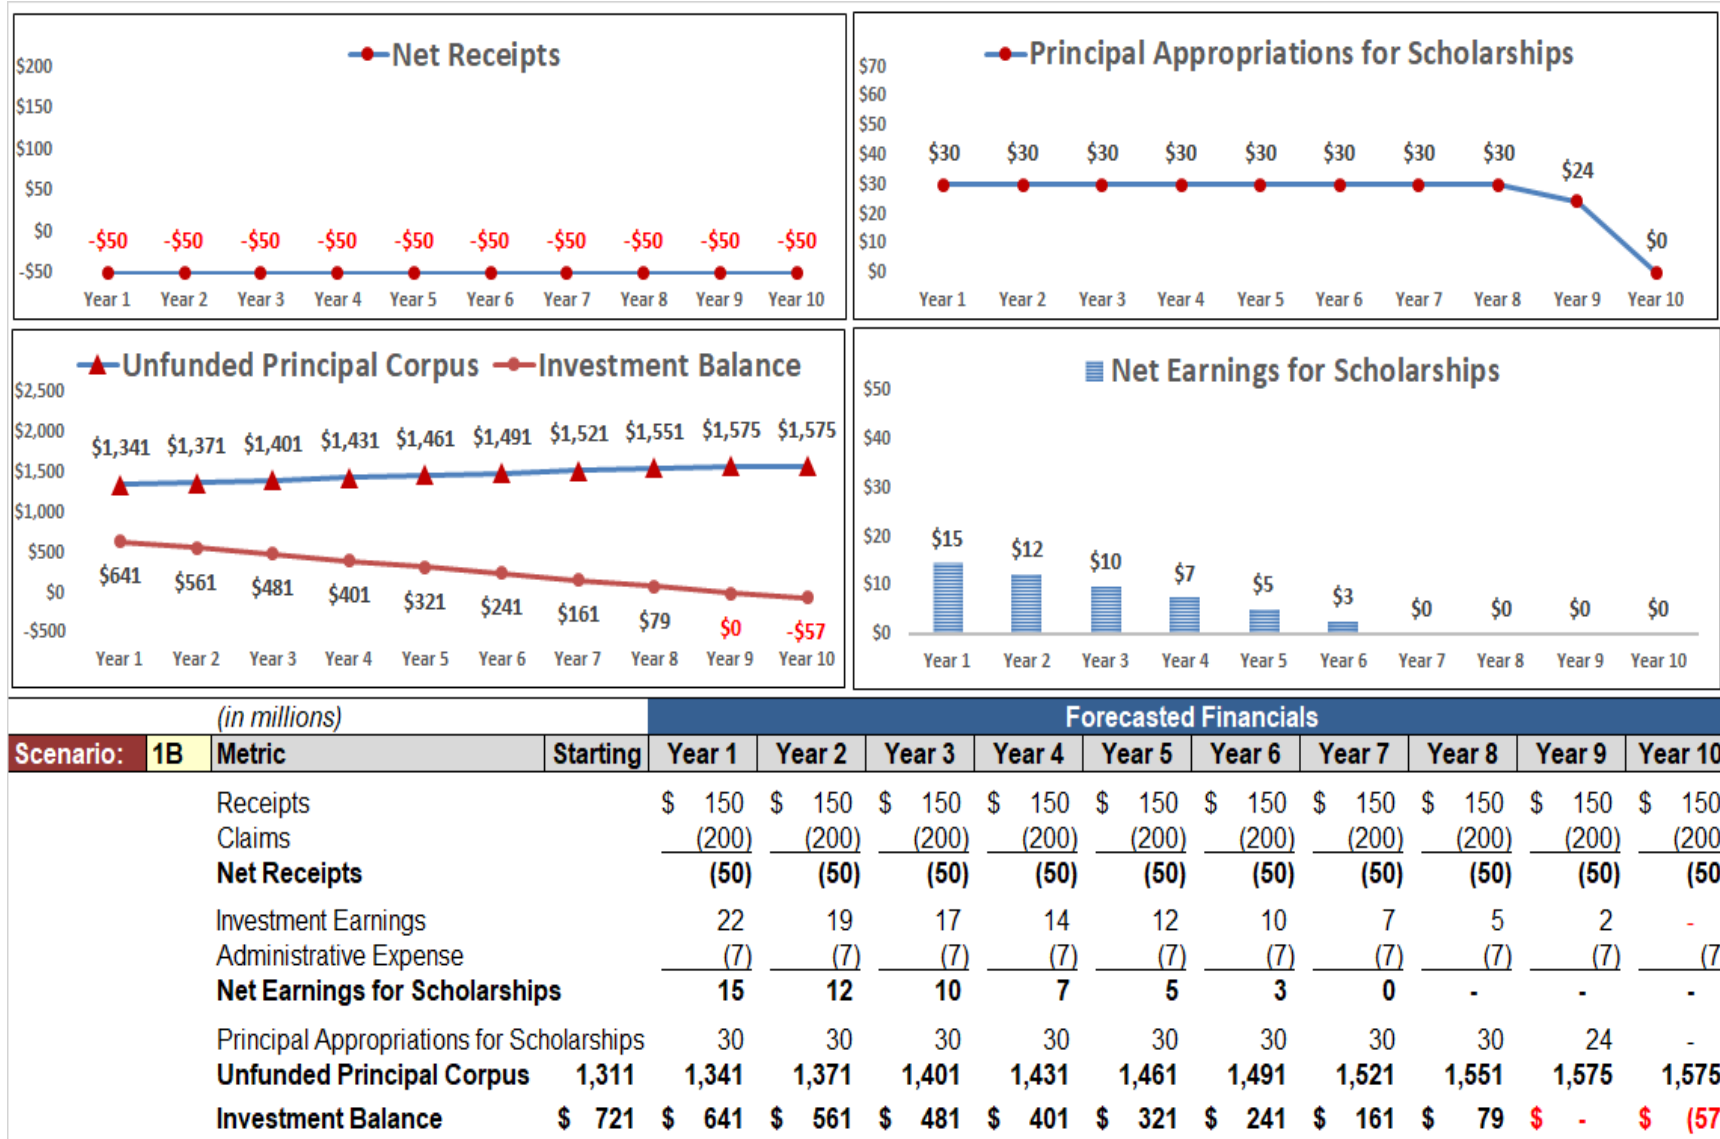 Net Receipts
$200
$150
$100
$50
$0
-$50
-$50 -$50 -$50 -$50 -$50 -$50 -$50 -$50 -$50 -$50
Year 1 Year 2 Year 3 Year 4 Year 5 Year 6 Year 7 Year 8 Year 9 Year 10
Principal Appropriations for Scholarships
$70
$60
$50
$40
$30
$20
$10
$0
$30 $30 $30 $30 $30 $30 $30 $30 $24 $0
Year 1 Year 2 Year 3 Year 4 Year 5 Year 6 Year 7 Year 8 Year 9 Year 10
Unfunded Principal Corpus Investment Balance
$2,500
$2,000
$1,500
$1,000
$500
$0
-$500
$1,341 $1,371 $1,401 $1,431 $1,461 $1,491 $1,521 $1,551 $1,575 $1,575
$641 $561 $481 $401 $321 $241 $161 $79 $0 -$57
Year 1 Year 2 Year 3 Year 4 Year 5 Year 6 Year 7 Year 8 Year 9 Year 10
Net Earnings for Scholarships
$50
$40
$30
$20
$10
$0
$15 $12 $10 $7 $5 $3 $0 $0 $0 $0
Year 1 Year 2 Year 3 Year 4 Year 5 Year 6 Year 7 Year 8 Year 9 Year 10
(in millions) Forecasted Financials
Scenario: 1B Metric Starting Year 1 Year 2 Year 3 Year 4 Year 5 Year 6 Year 7 Year 8 Year 9 Year 10
Receipts $ 150 $ 150 $ 150 $ 150 $ 150 $ 150 $ 150 $ 150 $ 150 $ 150
Claims (200) (200) (200) (200) (200) (200) (200) (200) (200) (200
Net Receipts (50) (50) (50) (50) (50) (50) (50) (50) (50) (50
Investment Earnings 22 19 17 14 12 10 7 5 2 -
Administrative Expense (7) (7) (7) (7) (7) (7) (7) (7) (7) (7
Net Earnings for Scholarships 15 12 10 7 5 3 0 - - -
Principal Appropriations for Scholarships 30 30 30 30 30 30 30 30 24 -
Unfunded Principal Corpus 1,311 1,341 1,371 1,401 1,431 1,461 1,491 1,521 1,551 1,575 1,575
Investment Balance $ 721 $ 641 $ 561 $ 481 $ 401 $ 321 $ 241 $ 161 $ 79 $ - $ (57